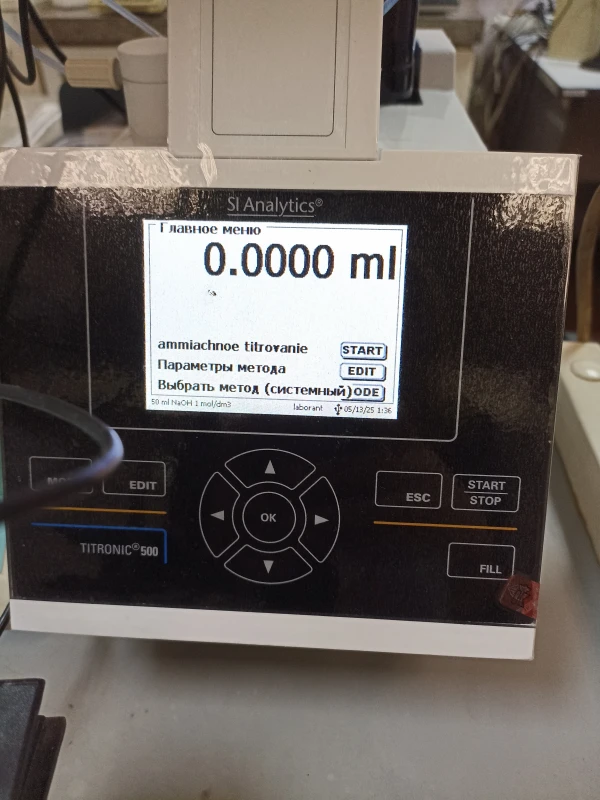 SI Analytics®
Главное меню
0.0000 ml
ammiachnoe titrovanie START
Параметры метода EDIT
Выбрать метод (системный)ODE
50 ml NaOH 1 mol/dm3 laborant 05/13/25 1:36
EDIT
OK
ESC
START
STOP
TITRONIC® 500
FILL